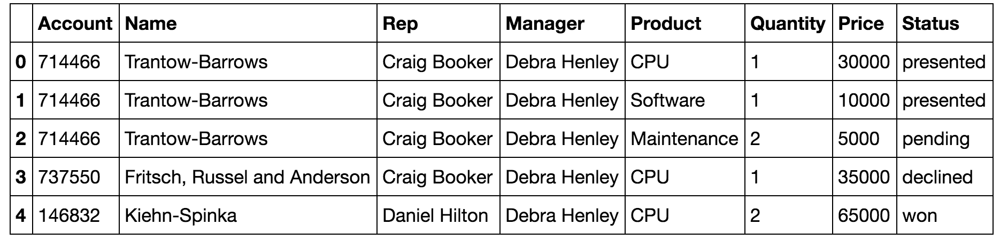 Account Name Rep Manager Product Quantity Price Status
0 714466 Trantow-Barrows Craig Booker Debra Henley CPU 1 30000 presented
1 714466 Trantow-Barrows Craig Booker Debra Henley Software 1 10000 presented
2 714466 Trantow-Barrows Craig Booker Debra Henley Maintenance 2 5000 pending
3 737550 Fritsch, Russel and Anderson Craig Booker Debra Henley CPU 1 35000 declined
4 146832 Kiehn-Spinka Daniel Hilton Debra Henley CPU 2 65000 won